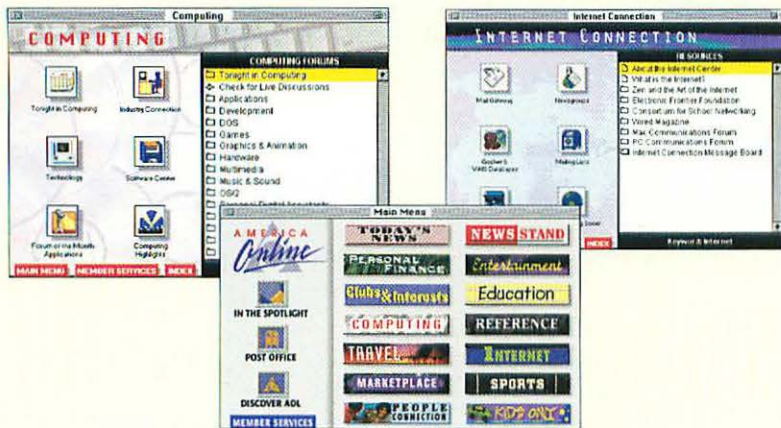 Computing
COMPUTING
Tonight in Computing
Industry Connection
Technology
Software Center
Forum of the Month
Applications
Computing
Highlights
MAIN MENU
MEMBER SERVICES
INDEX
COMPUTING FORUMS
Tonight in Computing
Check for Live Discussions
Applications
Development
DOS
Games
Graphics & Animation
Hardware
Multimedia
Music & Sound
OS/2
Personal Digital Assistants
Internet Connection
INTERNET CONNECTION
Mail Gateway
Newsgroups
Gopher &
WAIS Databases
Mailing Lists
INDEX
RESOURCES
About the Internet Center
What is the Internet?
Zen and the Art of the Internet
Electronic Frontier Foundation
Consortium for School Networking
Wired Magazine
Mac Communications Forum
PC Communications Forum
Internet Connection Message Board
Keyword: Internet
Main Menu
AMERICA
Online
IN THE SPOTLIGHT
POST OFFICE
DISCOVER AOL
MEMBER SERVICES
TODAY'S
NEWS
NEWSSTAND
PERSONAL
FINANCE
Entertainment
Clubs & Interests
Education
COMPUTING
REFERENCE
TRAVEL
INTERNET
MARKETPLACE
SPORTS
PEOPLE
CONNECTION
KIDS ONLY